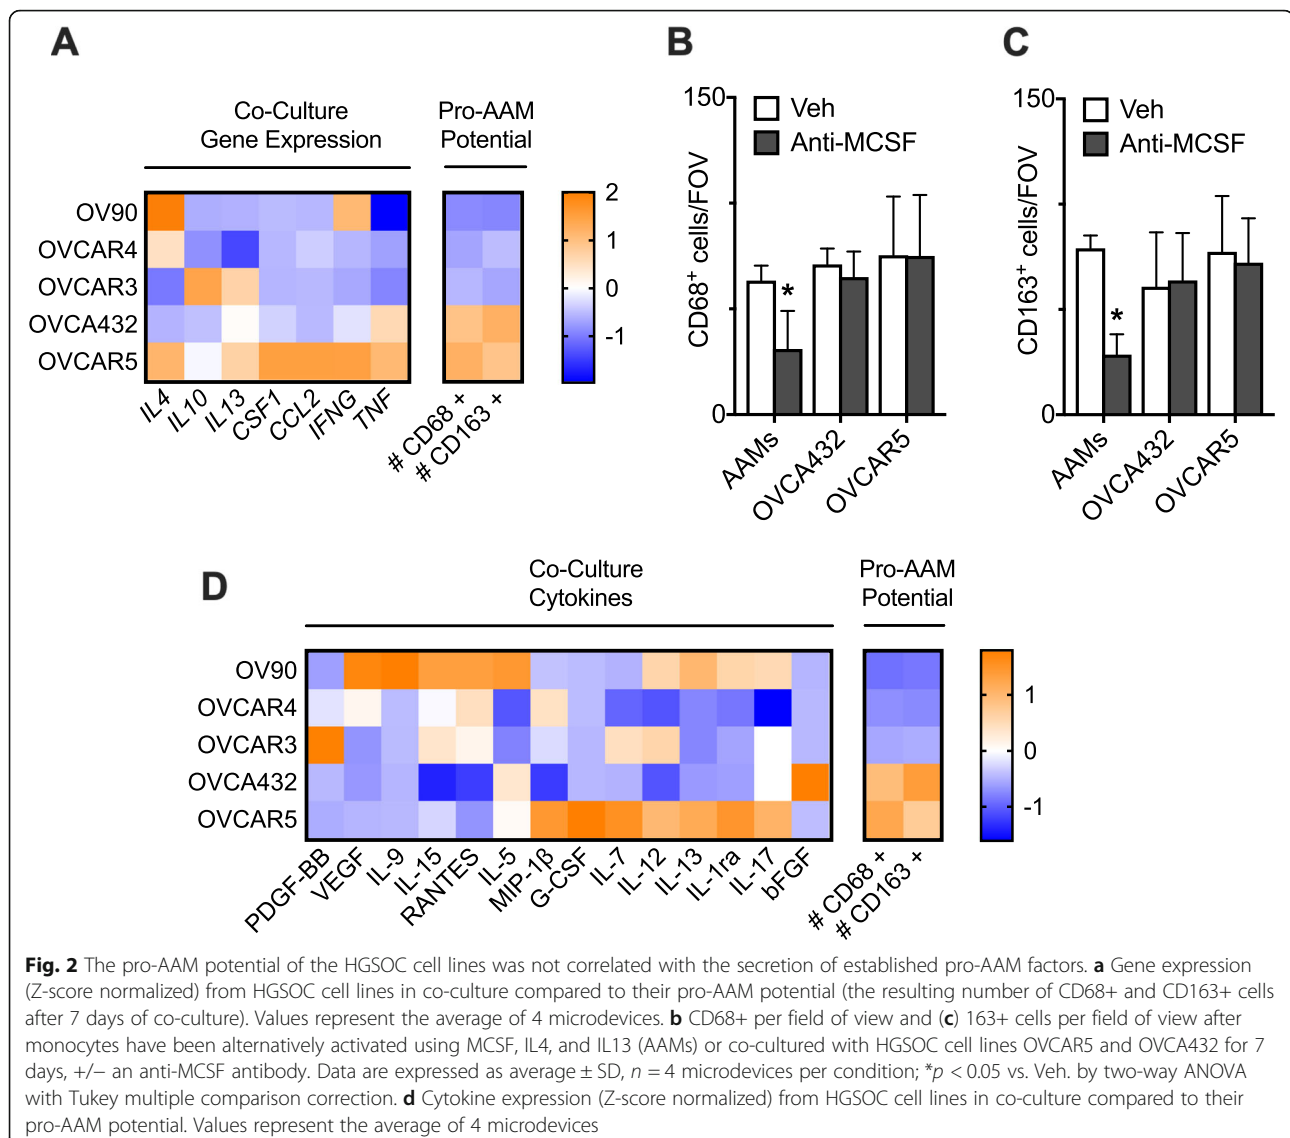 A
Co-Culture
Gene Expression
Pro-AAM
Potential
OV90
OVCAR4
OVCAR3
OVCA432
OVCAR5
IL4 IL10 IL13 CSF1 CCL2 IFNG TNF
# CD68 +
# CD163 +
2
1
0
-1
B
150
Veh
Anti-MCSF
CD68+ cells/FOV
*
0
AAMs OVCA432 OVCAR5
C
150
Veh
Anti-MCSF
CD163+ cells/FOV
*
0
AAMs OVCA432 OVCAR5
D
Co-Culture
Cytokines
Pro-AAM
Potential
OV90
OVCAR4
OVCAR3
OVCA432
OVCAR5
PDGF-BB VEGF IL-9 IL-15 RANTES IL-5 MIP-1β G-CSF IL-7 IL-12 IL-13 IL-1ra IL-17 bFGF
# CD68 +
# CD163 +
1
0
-1
Fig. 2 The pro-AAM potential of the HGSOC cell lines was not correlated with the secretion of established pro-AAM factors. a Gene expression
(Z-score normalized) from HGSOC cell lines in co-culture compared to their pro-AAM potential (the resulting number of CD68+ and CD163+ cells
after 7 days of co-culture). Values represent the average of 4 microdevices. b CD68+ per field of view and (c) 163+ cells per field of view after
monocytes have been alternatively activated using MCSF, IL4, and IL13 (AAMs) or co-cultured with HGSOC cell lines OVCAR5 and OVCA432 for 7
days, +/− an anti-MCSF antibody. Data are expressed as average ± SD, n = 4 microdevices per condition; *p < 0.05 vs. Veh. by two-way ANOVA
with Tukey multiple comparison correction. d Cytokine expression (Z-score normalized) from HGSOC cell lines in co-culture compared to their
pro-AAM potential. Values represent the average of 4 microdevices